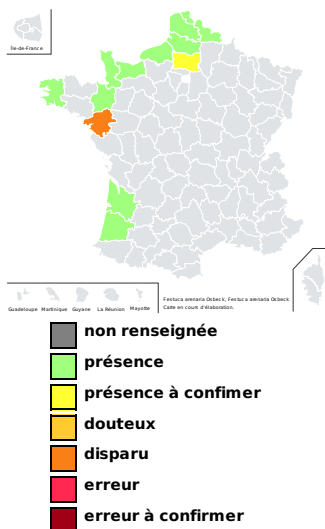 Île-de-France
Guadeloupe Martinique Guyane La Réunion Mayotte
Festuca arenaria Osbeck, Festuca arenaria Osbeck
Carte en cours d'élaboration.
non renseignée
présence
présence à confimer
douteux
disparu
erreur
erreur à confirmer